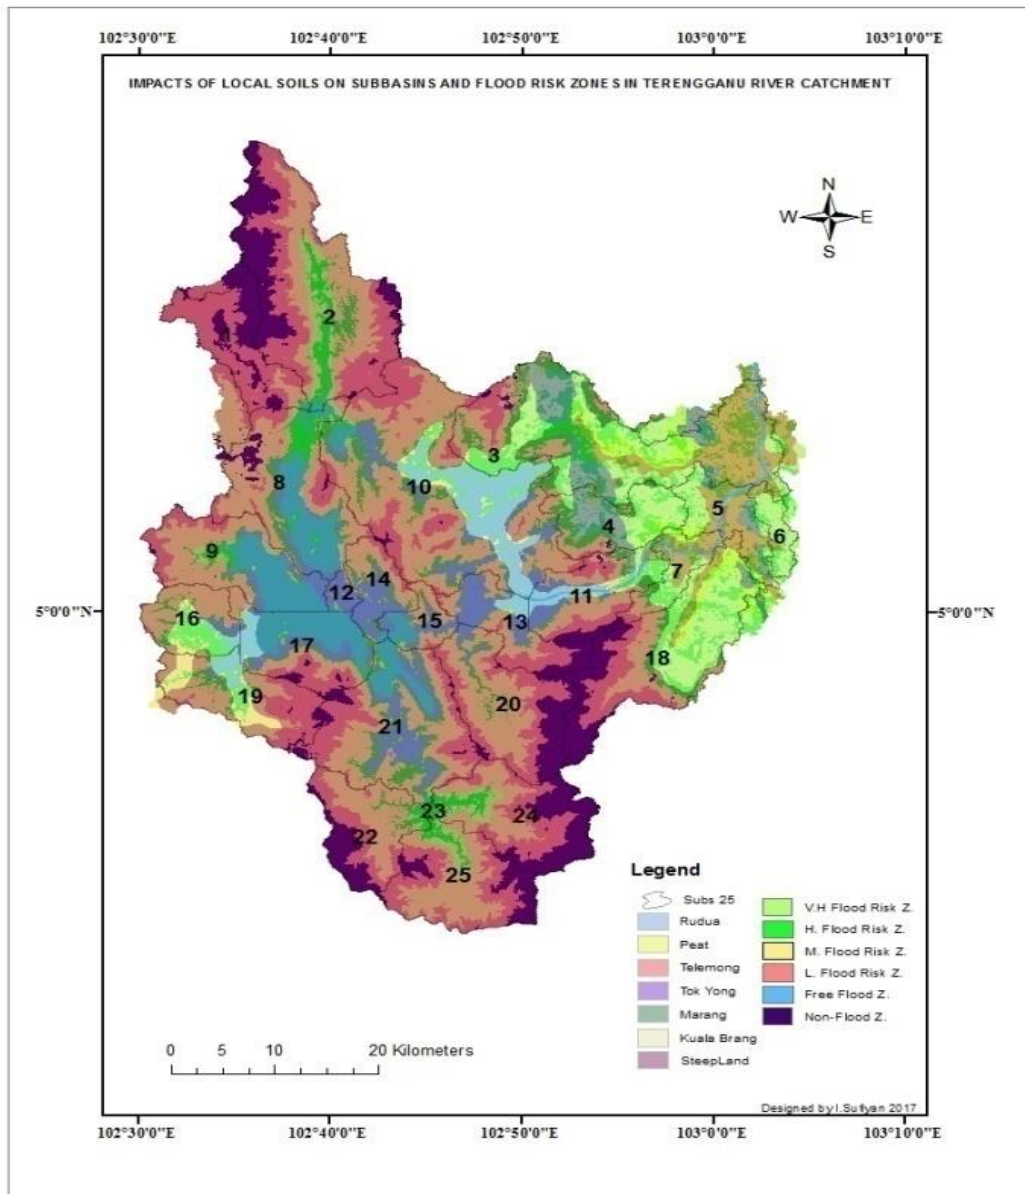 102°30'0"E 102°40'0"E 102°50'0"E 103°0'0"E 103°10'0"E
IMPACTS OF LOCAL SOILS ON SUBBASINS AND FLOOD RISK ZONES IN TERENGGANU RIVER CATCHMENT
N
W E
S
1
2
3
8
10
4
5
6
9
7
14
12
11
5°0'0"N 5°0'0"N
16
15
13
17
18
19
20
21
23
24
22
25
Legend
Subs 25
Rudua
Peat
Telemong
Tok Yong
Marang
Kuala Brang
SteepLand
V.H Flood Risk Z.
H. Flood Risk Z.
M. Flood Risk Z.
L. Flood Risk Z.
Free Flood Z.
Non-Flood Z.
0 5 10 20 Kilometers
Designed by I.Sufiyan 2017
102°30'0"E 102°40'0"E 102°50'0"E 103°0'0"E 103°10'0"E